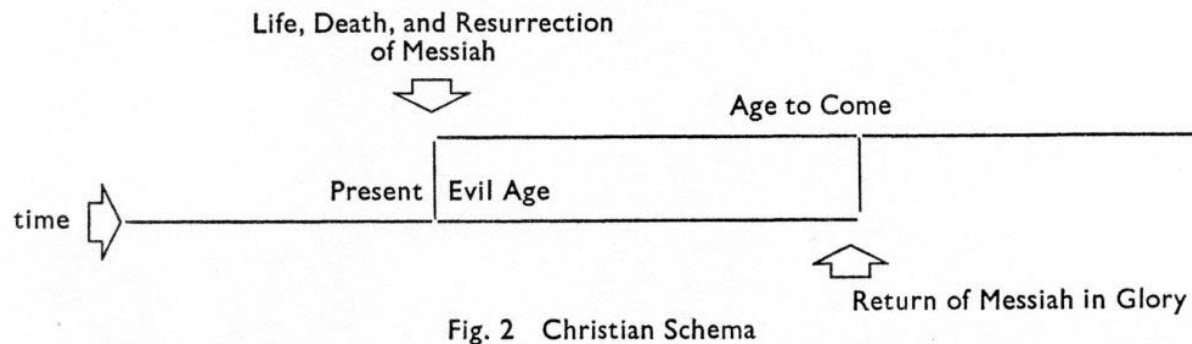 Life, Death, and Resurrection
of Messiah
Age to Come
Present Evil Age
time
Return of Messiah in Glory
Fig. 2 Christian Schema